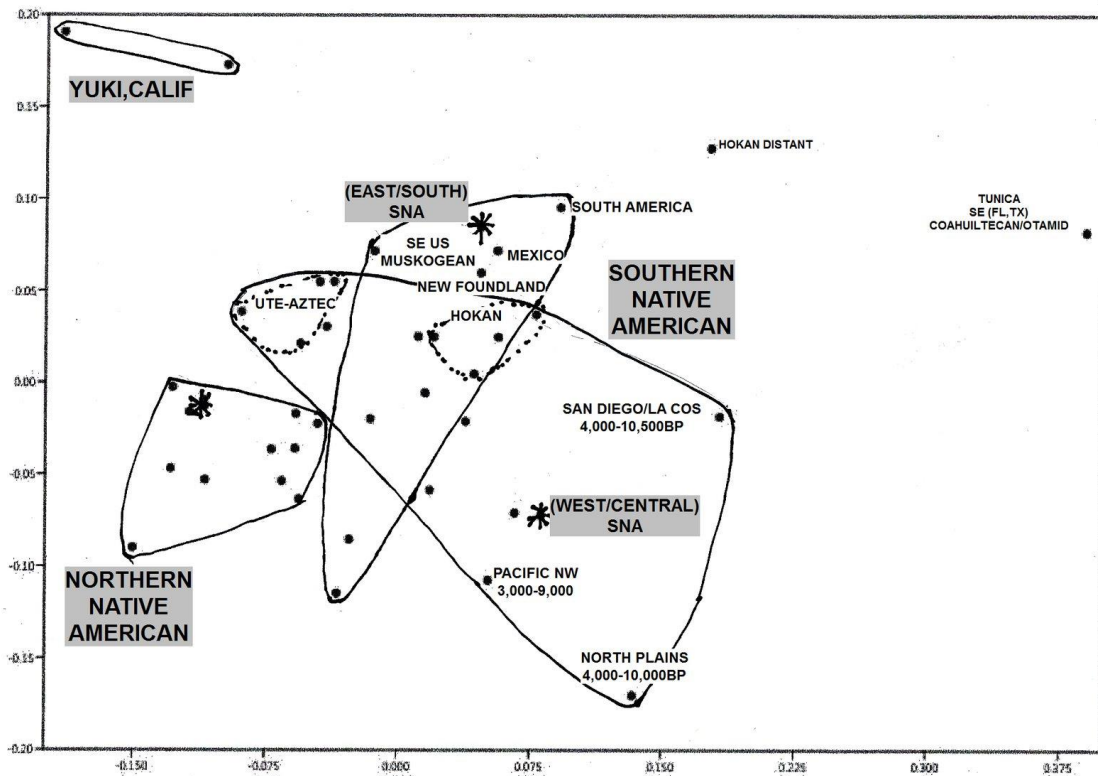 0.20
YUKI,CALIF
0.15
HOKAN DISTANT
0.10
(EAST/SOUTH)
SNA
SOUTH AMERICA
TUNICA
SE (FL,TX)
COAHUILTECAN/OTAMID
SE US
MUSKOGEAN
MEXICO
SOUTHERN
NATIVE
AMERICAN
0.05
NEW FOUNDLAND
UTE-AZTEC
HOKAN
0.00
SAN DIEGO/LA COS
4,000-10,500BP
-0.05
(WEST/CENTRAL)
SNA
-0.10
PACIFIC NW
3,000-9,000
NORTHERN
NATIVE
AMERICAN
-0.15
NORTH PLAINS
4,000-10,000BP
-0.20
-0.150 -0.075 0.000 0.075 0.150 0.225 0.300 0.375